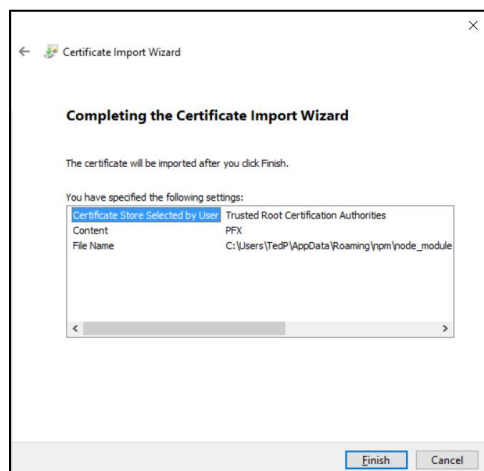 Certificate Import Wizard
Completing the Certificate Import Wizard
The certificate will be imported after you click Finish.
You have specified the following settings:
Certificate Store Selected by User Trusted Root Certification Authorities
Content PFX
File Name C:\Users\TedP\AppData\Roaming\npm\node_module
Finish Cancel